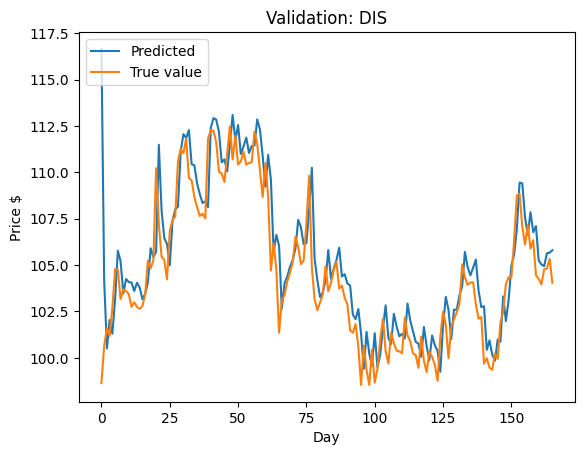 Validation: DIS
Predicted
True value
117.5
115.0
112.5
110.0
107.5
105.0
102.5
100.0
Price $
0 25 50 75 100 125 150
Day